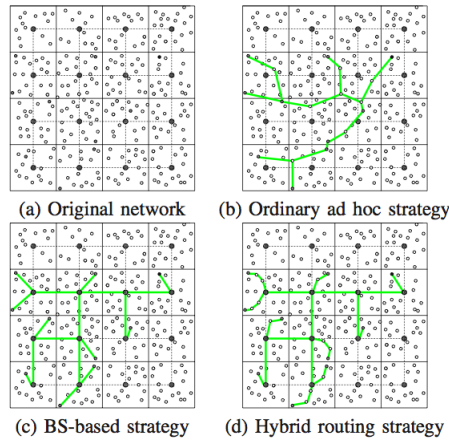 (a) Original network (b) Ordinary ad hoc strategy
(c) BS-based strategy (d) Hybrid routing strategy